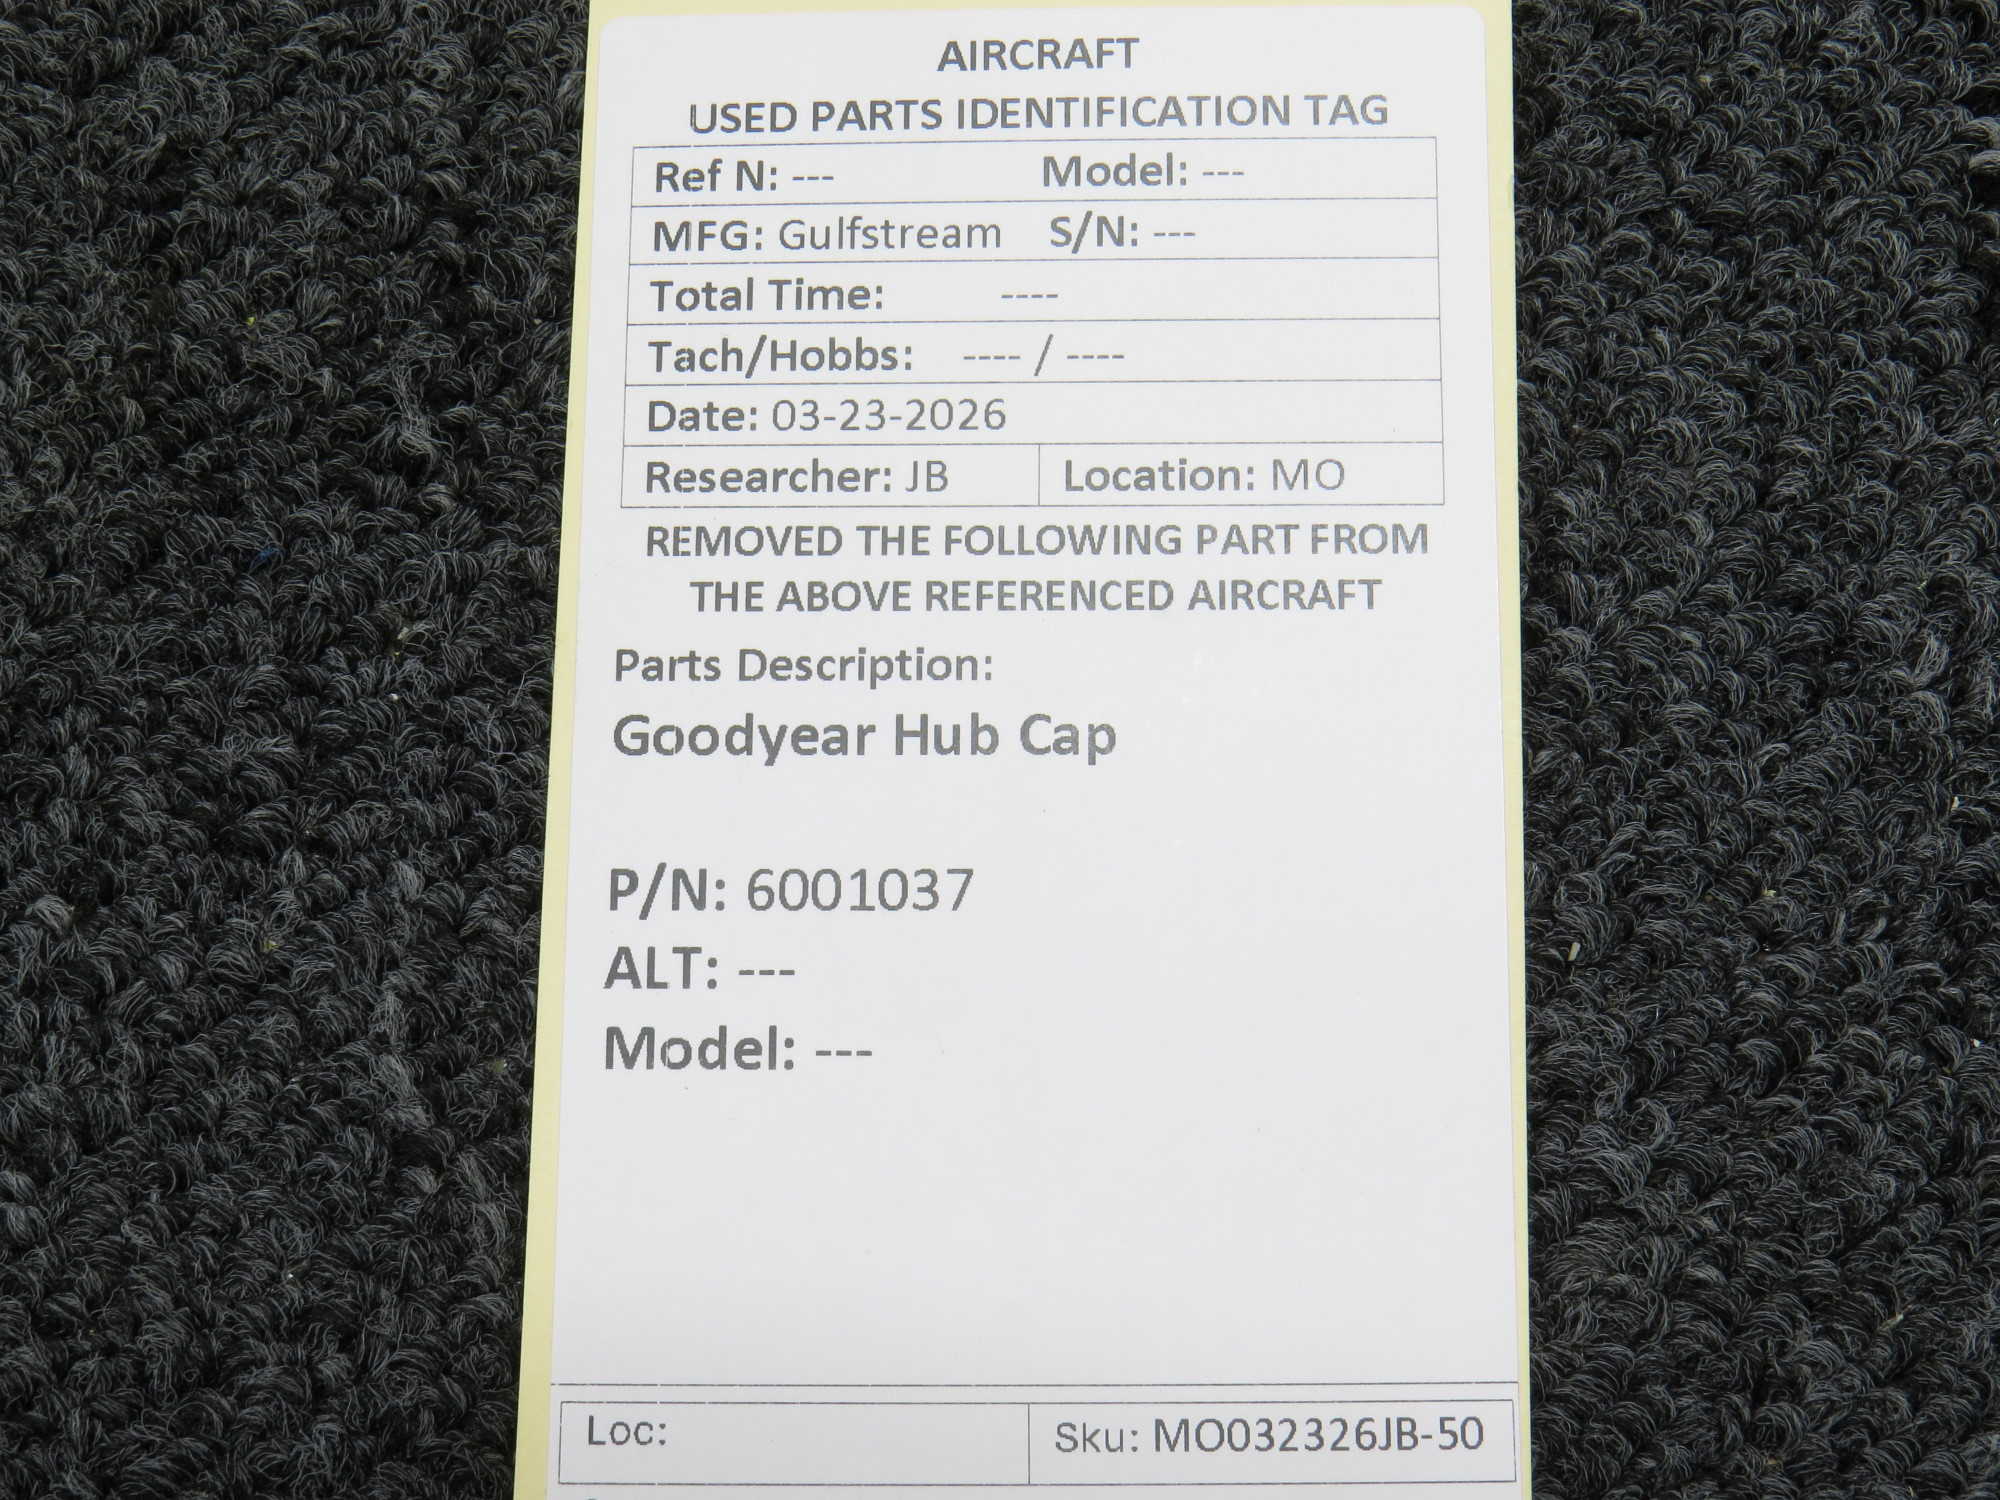 AIRCRAFT
USED PARTS IDENTIFICATION TAG
Ref N: --- Model: ---
MFG: Gulfstream S/N: ---
Total Time: ----
Tach/Hobbs: ---- / ----
Date: 03-23-2026
Researcher: JB Location: MO
REMOVED THE FOLLOWING PART FROM
THE ABOVE REFERENCED AIRCRAFT
Parts Description:
Goodyear Hub Cap
P/N: 6001037
ALT: ---
Model: ---
Loc: Sku: MO032326JB-50